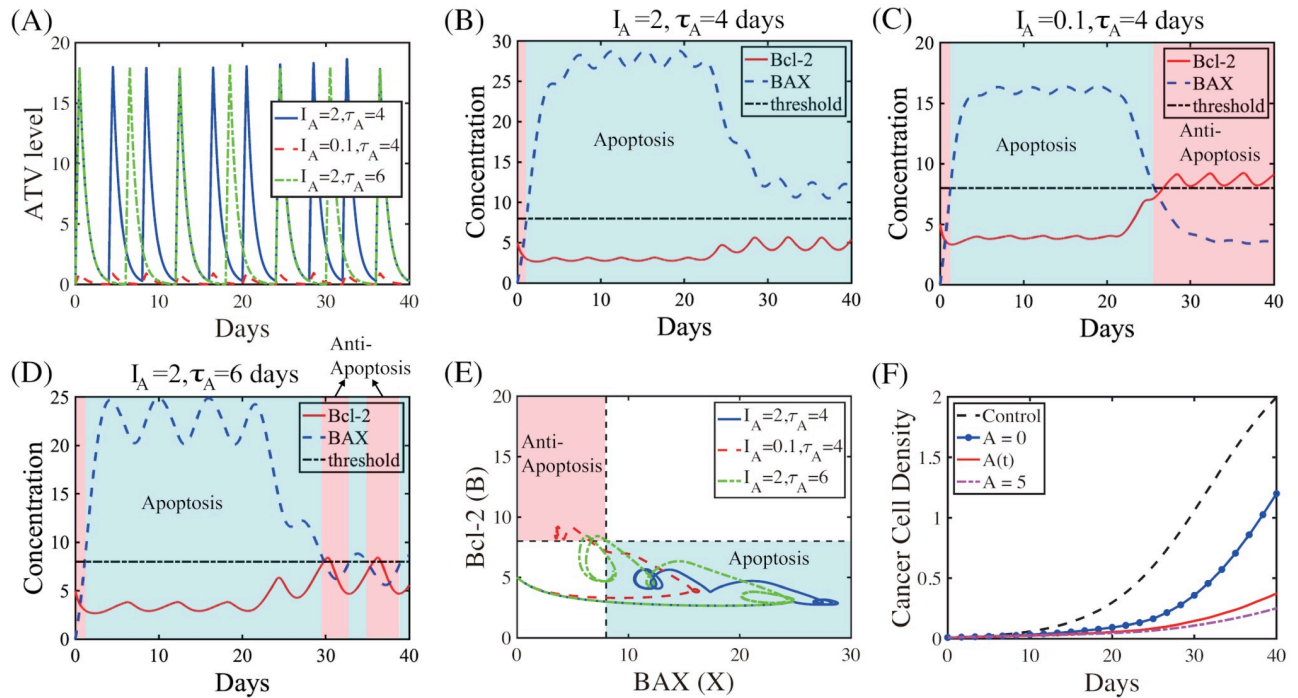 (A)
20
15
10
5
0
0 10 20 30 40
ATV level
Days
I_A=2,τ_A=4
I_A=0.1,τ_A=4
I_A=2,τ_A=6
(B)
I_A=2,τ_A=4 days
30
25
20
15
10
5
0
0 10 20 30 40
Concentration
Days
Bcl-2
BAX
threshold
Apoptosis
(C)
I_A=0.1,τ_A=4 days
20
15
10
5
0
0 10 20 30 40
Concentration
Days
Bcl-2
BAX
threshold
Apoptosis
Anti-
Apoptosis
(D)
I_A=2,τ_A=6 days
Anti-
Apoptosis
25
20
15
10
5
0
0 10 20 30 40
Concentration
Days
Bcl-2
BAX
threshold
Apoptosis
(E)
20
15
10
5
0
0 10 20 30
Bcl-2 (B)
BAX (X)
Anti-
Apoptosis
I_A=2,τ_A=4
I_A=0.1,τ_A=4
I_A=2,τ_A=6
Apoptosis
(F)
2
1.5
1
0.5
0
0 10 20 30 40
Cancer Cell Density
Days
Control
A = 0
A(t)
A = 5